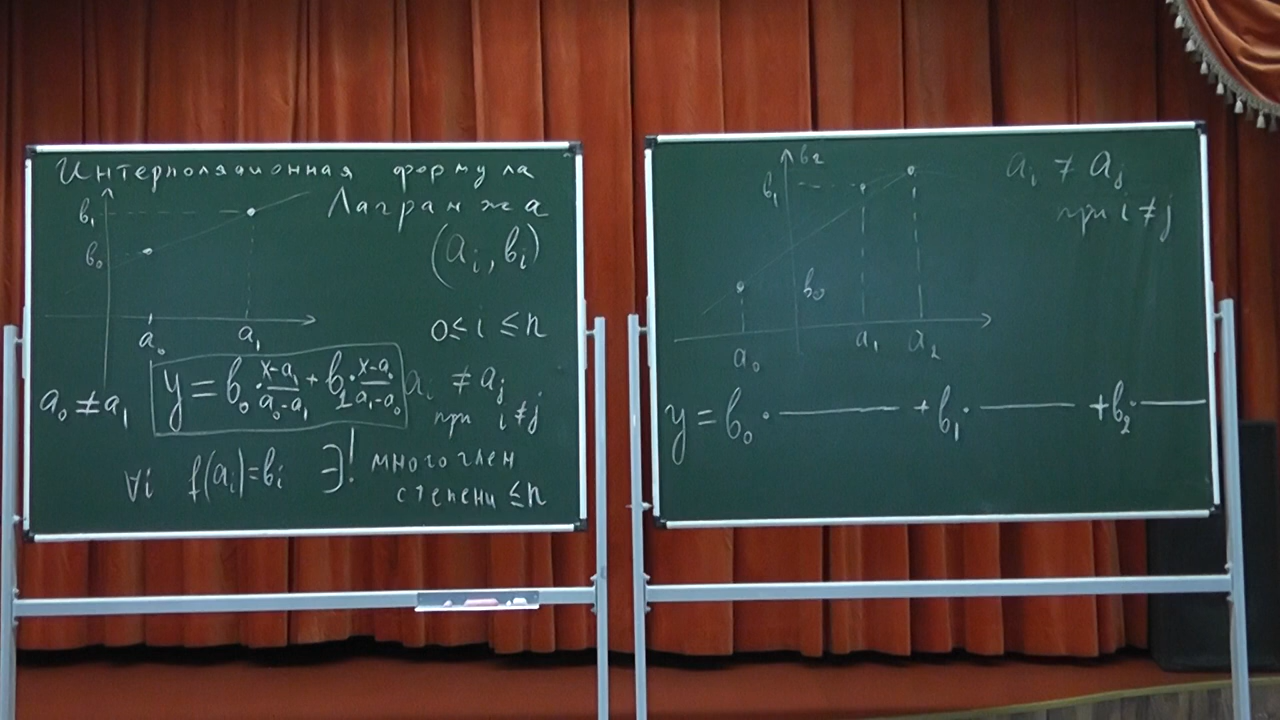 Интерполяционная формула
Лагранжа
b₁
b₀
a₀
a₁
(aᵢ, bᵢ)
0 ≤ i ≤ n
a₀ ≠ a₁
y = b₀ · (x-a₁)/(a₀-a₁) + b₁ · (x-a₀)/(a₁-a₀)
aᵢ ≠ aⱼ
при i ≠ j
∀i f(aᵢ)=bᵢ ∃! многочлен
степени ≤ n
b₂
b₁
b₀
a₀
a₁
a₂
aᵢ ≠ aⱼ
при i ≠ j
y = b₀ · ——— + b₁ · ——— + b₂ · ———